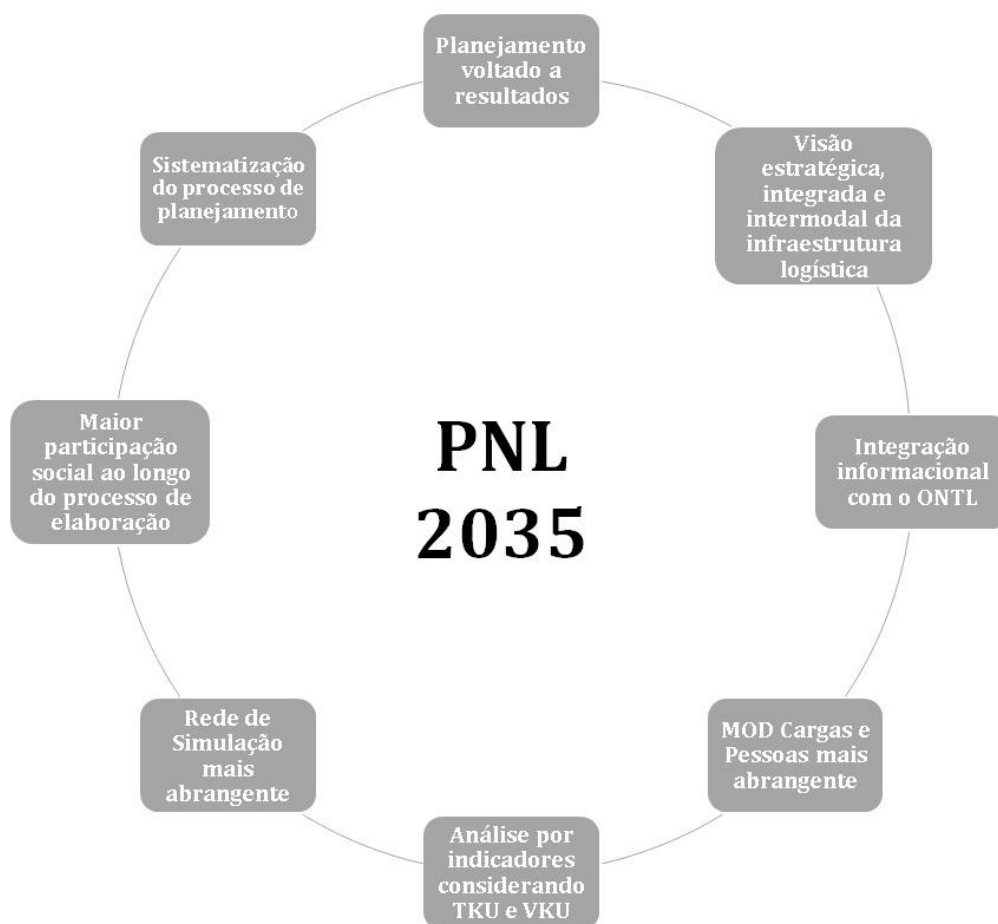 Planejamento
voltado a
resultados
Visão
estratégica,
integrada e
intermodal da
infraestrutura
logística
Integração
informacional
com o ONTL
MOD Cargas e
Pessoas mais
abrangente
Análise por
indicadores
considerando
TKU e VKU
Rede de
Simulação
mais
abrangente
Maior
participação
social ao longo
do processo de
elaboração
Sistematização
do processo de
planejamento
PNL
2035